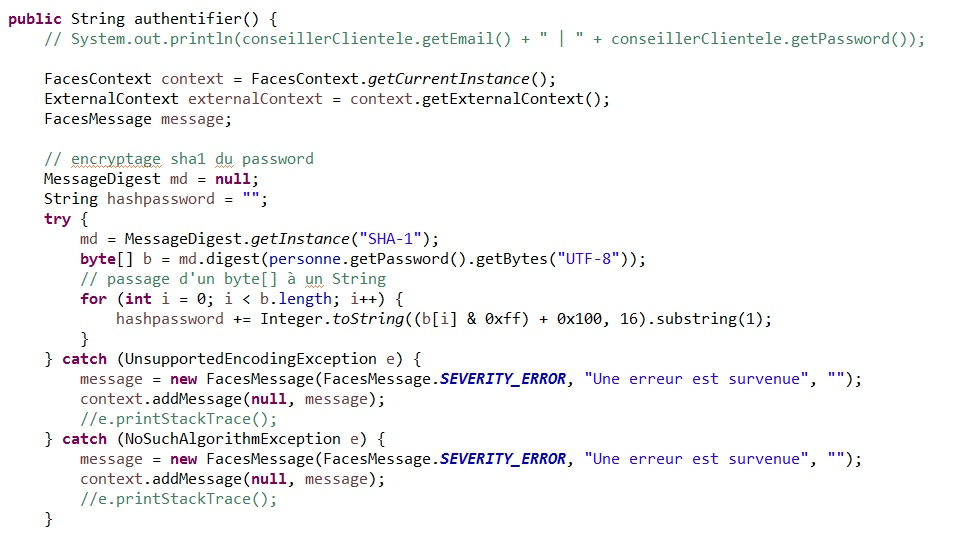 public String authentifier() {
    // System.out.println(conseillerClientele.getEmail() + " | " + conseillerClientele.getPassword());

    FacesContext context = FacesContext.getCurrentInstance();
    ExternalContext externalContext = context.getExternalContext();
    FacesMessage message;

    // encryptage sha1 du password
    MessageDigest md = null;
    String hashpassword = "";
    try {
        md = MessageDigest.getInstance("SHA-1");
        byte[] b = md.digest(personne.getPassword().getBytes("UTF-8"));
        // passage d'un byte[] à un String
        for (int i = 0; i < b.length; i++) {
            hashpassword += Integer.toString((b[i] & 0xff) + 0x100, 16).substring(1);
        }
    } catch (UnsupportedEncodingException e) {
        message = new FacesMessage(FacesMessage.SEVERITY_ERROR, "Une erreur est survenue", "");
        context.addMessage(null, message);
        //e.printStackTrace();
    } catch (NoSuchAlgorithmException e) {
        message = new FacesMessage(FacesMessage.SEVERITY_ERROR, "Une erreur est survenue", "");
        context.addMessage(null, message);
        //e.printStackTrace();
    }